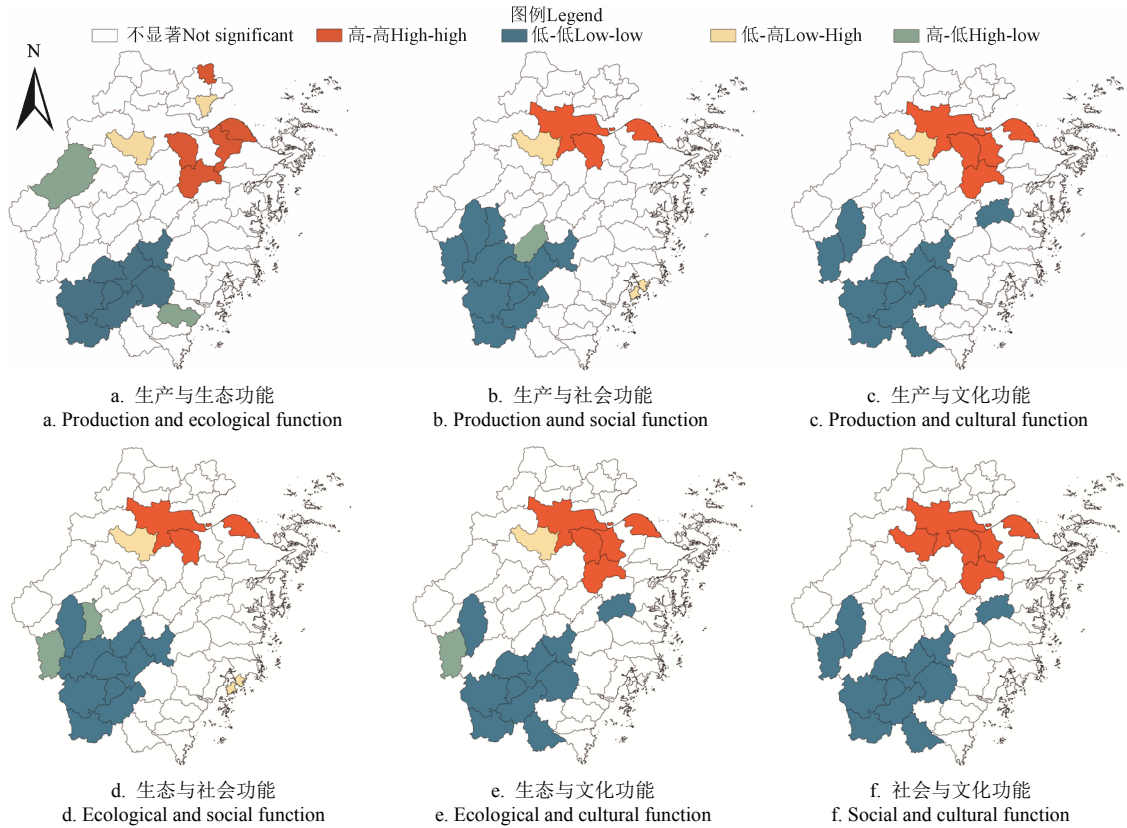 图例Legend
不显著Not significant
高-高High-high
低-低Low-low
低-高Low-High
高-低High-low
N
a. 生产与生态功能
a. Production and ecological function
b. 生产与社会功能
b. Production aund social function
c. 生产与文化功能
c. Production and cultural function
d. 生态与社会功能
d. Ecological and social function
e. 生态与文化功能
e. Ecological and cultural function
f. 社会与文化功能
f. Social and cultural function